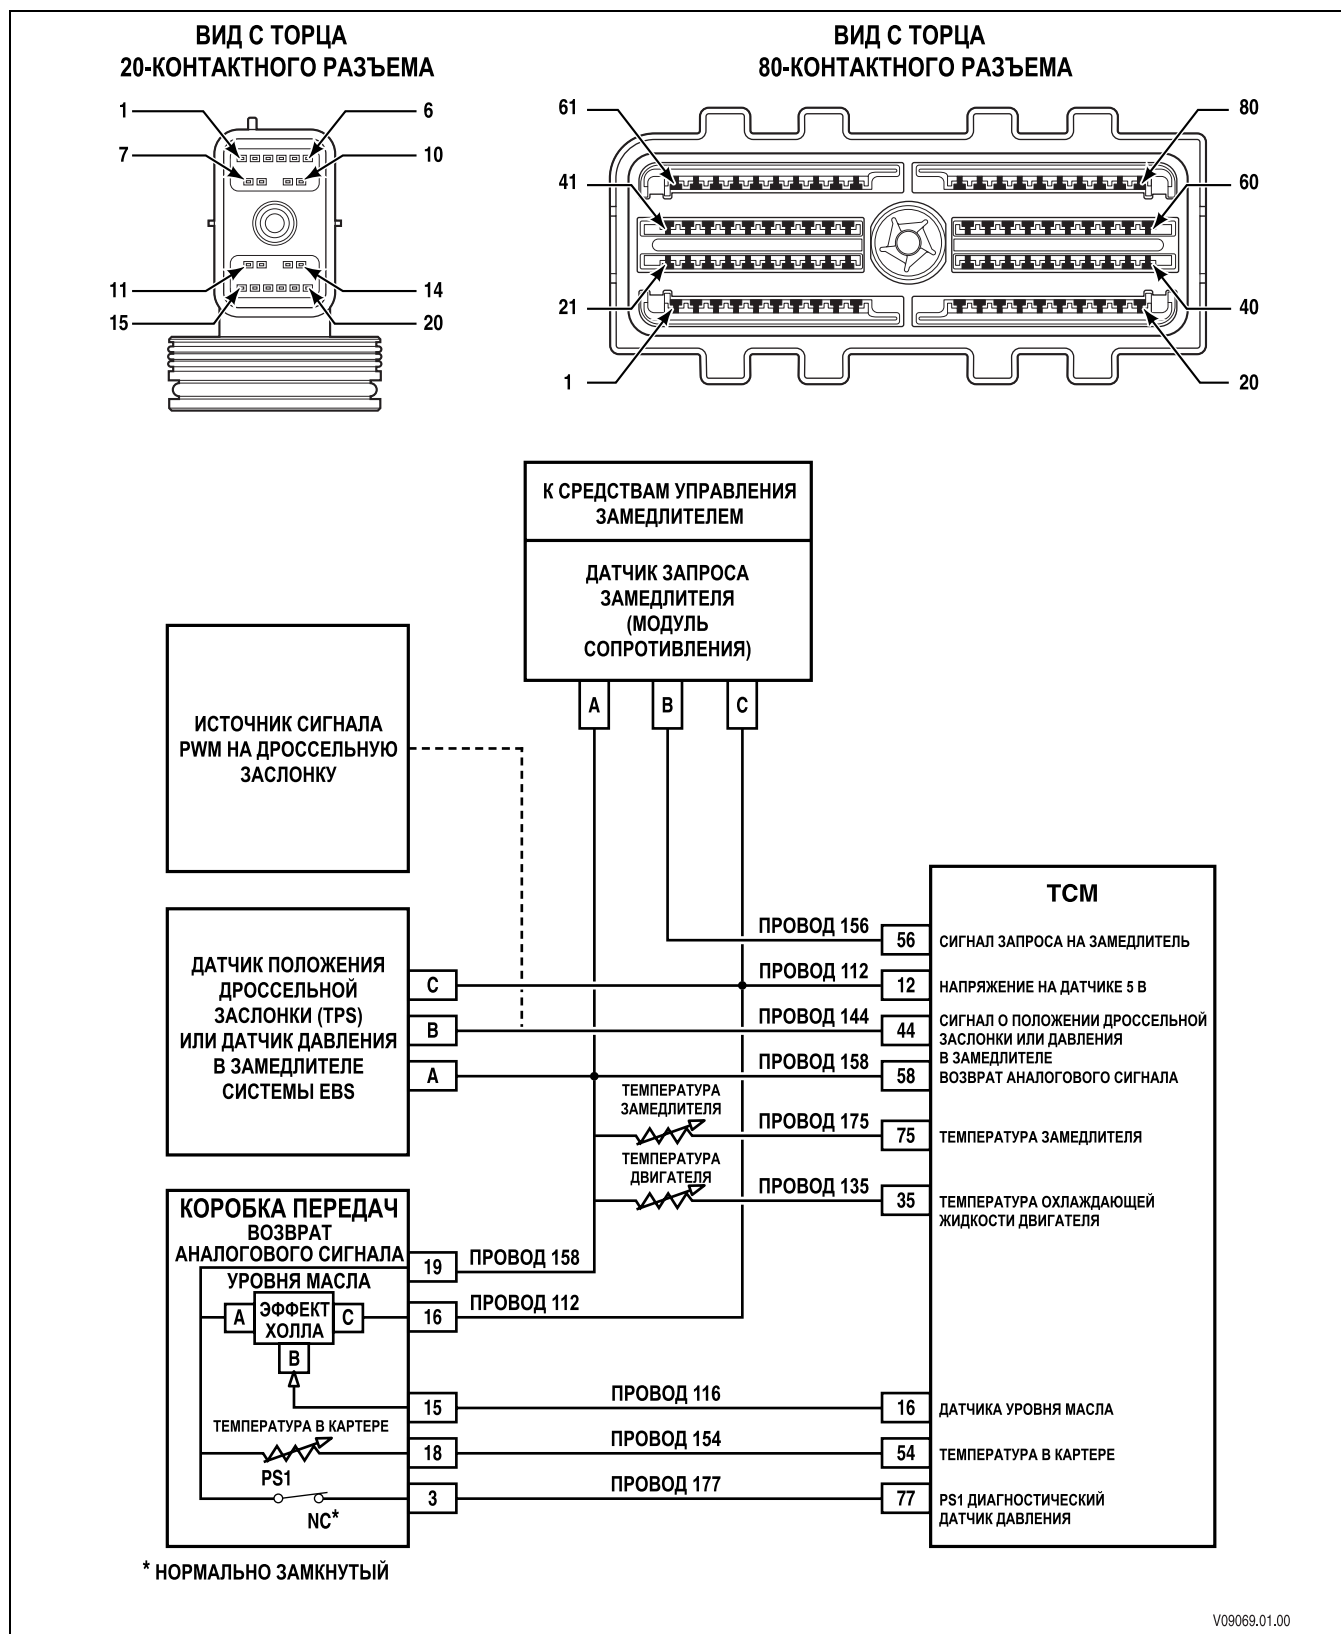 ВИД С ТОРЦА
20-КОНТАКТНОГО РАЗЪЕМА
1
6
7
10
11
14
15
20
ВИД С ТОРЦА
80-КОНТАКТНОГО РАЗЪЕМА
61
80
41
60
21
40
1
20
К СРЕДСТВАМ УПРАВЛЕНИЯ
ЗАМЕДЛИТЕЛЕМ
ДАТЧИК ЗАПРОСА
ЗАМЕДЛИТЕЛЯ
(МОДУЛЬ
СОПРОТИВЛЕНИЯ)
A
B
C
ИСТОЧНИК СИГНАЛА
PWM НА ДРОССЕЛЬНУЮ
ЗАСЛОНКУ
ДАТЧИК ПОЛОЖЕНИЯ
ДРОССЕЛЬНОЙ
ЗАСЛОНКИ (TPS)
ИЛИ ДАТЧИК ДАВЛЕНИЯ
В ЗАМЕДЛИТЕЛЕ
СИСТЕМЫ EBS
C
B
A
TCM
ПРОВОД 156
56
СИГНАЛ ЗАПРОСА НА ЗАМЕДЛИТЕЛЬ
ПРОВОД 112
12
НАПРЯЖЕНИЕ НА ДАТЧИКЕ 5 В
ПРОВОД 144
44
СИГНАЛ О ПОЛОЖЕНИИ ДРОССЕЛЬНОЙ
ЗАСЛОНКИ ИЛИ ДАВЛЕНИЯ
В ЗАМЕДЛИТЕЛЕ
ПРОВОД 158
58
ВОЗВРАТ АНАЛОГОВОГО СИГНАЛА
ТЕМПЕРАТУРА
ЗАМЕДЛИТЕЛЯ
ПРОВОД 175
75
ТЕМПЕРАТУРА ЗАМЕДЛИТЕЛЯ
ТЕМПЕРАТУРА
ДВИГАТЕЛЯ
ПРОВОД 135
35
ТЕМПЕРАТУРА ОХЛАЖДАЮЩЕЙ
ЖИДКОСТИ ДВИГАТЕЛЯ
КОРОБКА ПЕРЕДАЧ
ВОЗВРАТ
АНАЛОГОВОГО СИГНАЛА
19
ПРОВОД 158
УРОВНЯ МАСЛА
A
ЭФФЕКТ
ХОЛЛА
C
B
16
ПРОВОД 112
15
ПРОВОД 116
16
ДАТЧИКА УРОВНЯ МАСЛА
ТЕМПЕРАТУРА В КАРТЕРЕ
18
ПРОВОД 154
54
ТЕМПЕРАТУРА В КАРТЕРЕ
PS1
NC*
3
ПРОВОД 177
77
PS1 ДИАГНОСТИЧЕСКИЙ
ДАТЧИК ДАВЛЕНИЯ
* НОРМАЛЬНО ЗАМКНУТЫЙ
V09069.01.00